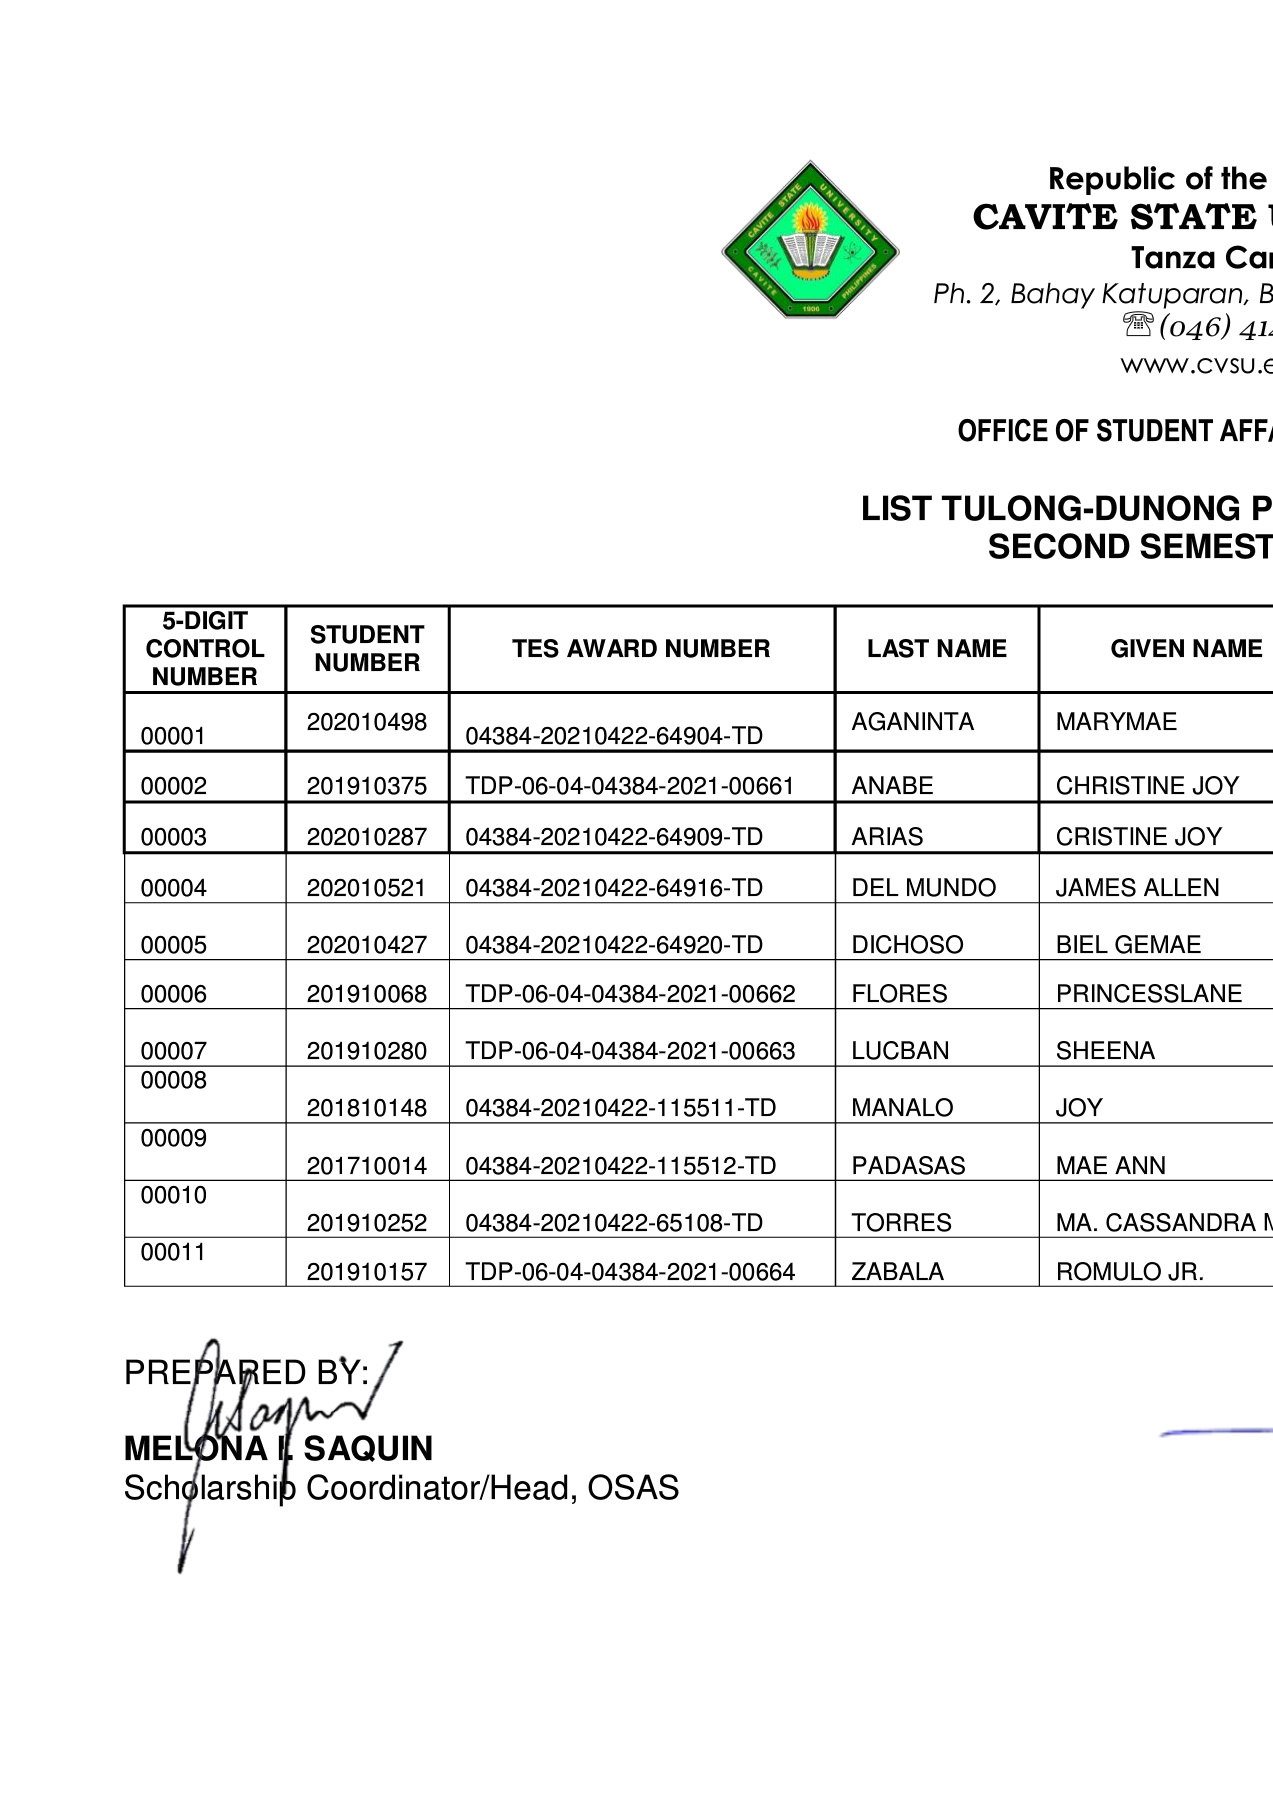 CAVITE STATE UNIVERSITY
CAVITE PHILIPPINES
1906
Republic of the
CAVITE STATE
Tanza
Ph. 2, Bahay Katuparan,
☏(046)
www.cvsu.e
OFFICE OF STUDENT
LIST TULONG-DUNONG P
SECOND SEMEST
5-DIGIT CONTROL NUMBER STUDENT NUMBER TES AWARD NUMBER LAST NAME GIVEN NAME
00001 202010498 04384-20210422-64904-TD AGANINTA MARYMAE
00002 201910375 TDP-06-04-04384-2021-00661 ANABE CHRISTINE JOY
00003 202010287 04384-20210422-64909-TD ARIAS CRISTINE JOY
00004 202010521 04384-20210422-64916-TD DEL MUNDO JAMES ALLEN
00005 202010427 04384-20210422-64920-TD DICHOSO BIEL GEMAE
00006 201910068 TDP-06-04-04384-2021-00662 FLORES PRINCESSLANE
00007 201910280 TDP-06-04-04384-2021-00663 LUCBAN SHEENA
00008 201810148 04384-20210422-115511-TD MANALO JOY
00009 201710014 04384-20210422-115512-TD PADASAS MAE ANN
00010 201910252 04384-20210422-65108-TD TORRES MA. CASSANDRA
00011 201910157 TDP-06-04-04384-2021-00664 ZABALA ROMULO JR.
PREPARED BY:
MELONA I. SAQUIN
Scholarship Coordinator/Head, OSAS